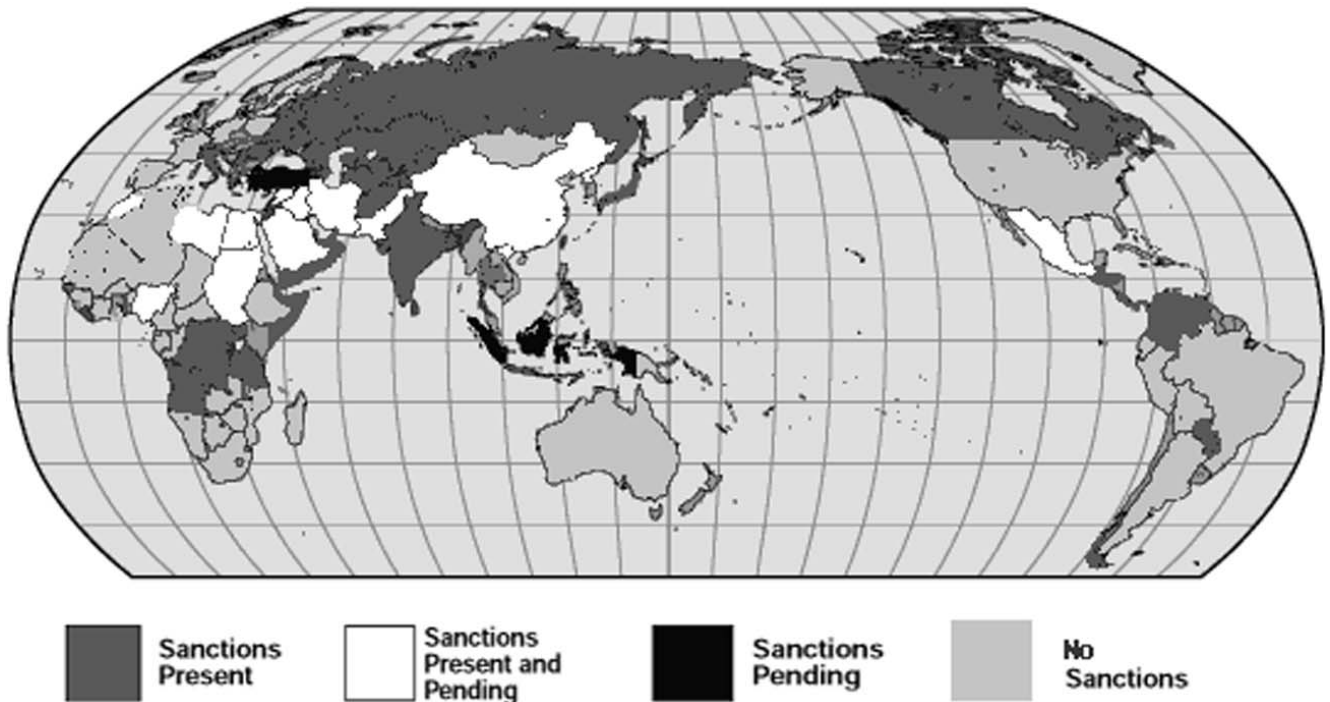 Sanctions
Present
Sanctions
Present and
Pending
Sanctions
Pending
No
Sanctions